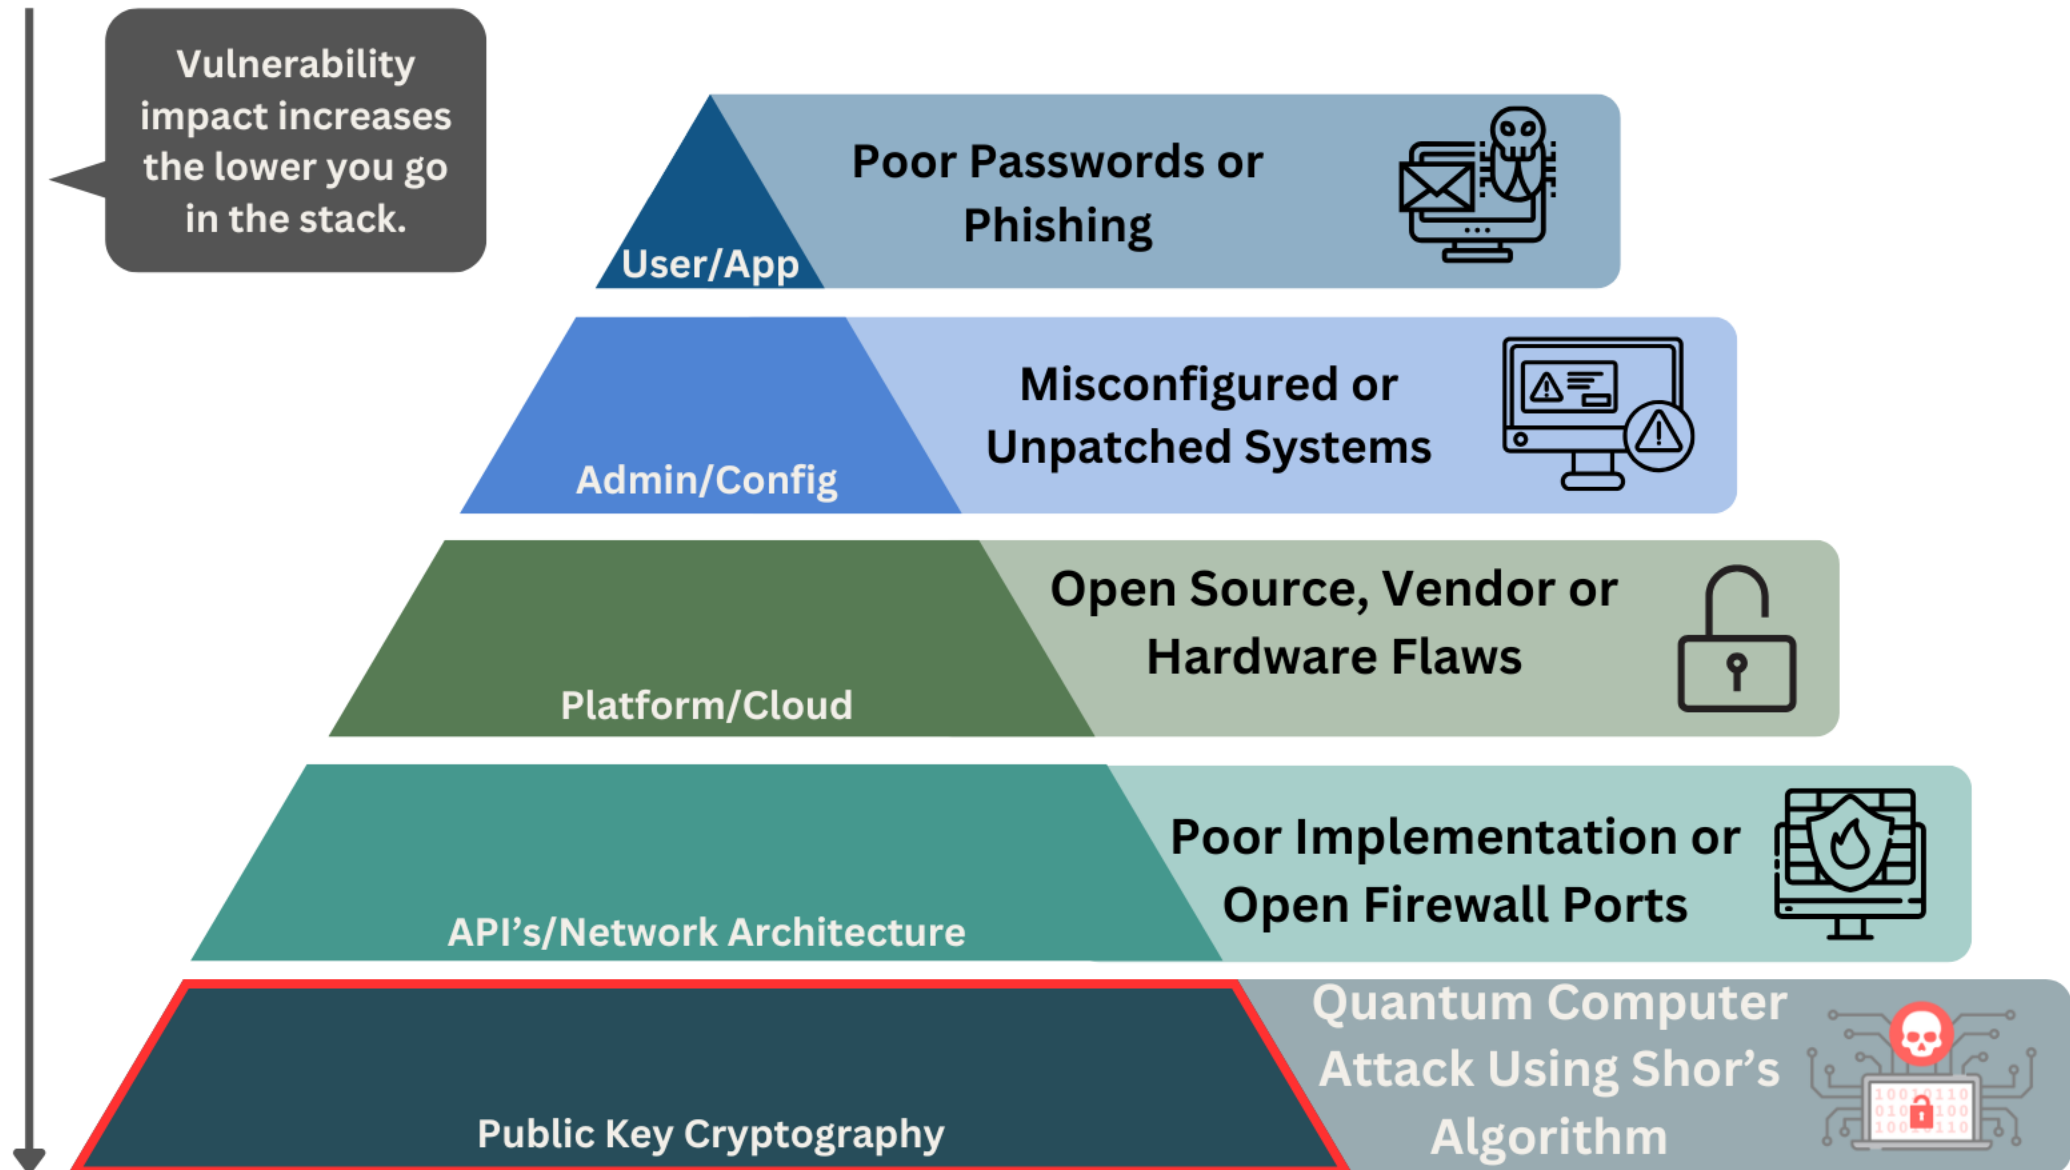 Vulnerability
impact increases
the lower you go
in the stack.
Poor Passwords or
Phishing
User/App
Misconfigured or
Unpatched Systems
Admin/Config
Open Source, Vendor or
Hardware Flaws
Platform/Cloud
Poor Implementation or
Open Firewall Ports
API's/Network Architecture
Quantum Computer
Attack Using Shor's
Algorithm
Public Key Cryptography